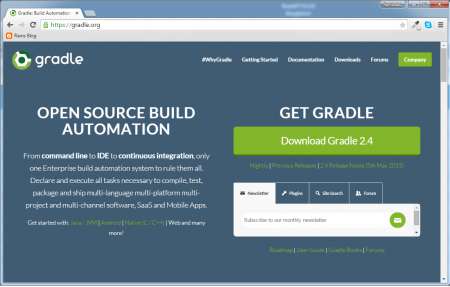 Gradle: Build Automation
https://gradle.org
Rams Blog
gradle
#WhyGradle
Getting Started
Documentation
Downloads
Forums
Company
OPEN SOURCE BUILD
AUTOMATION
From command line to IDE to continuous integration, only
one Enterprise build automation system to rule them all.
Declare and execute all tasks necessary to compile, test,
package and ship multi-language multi-platform multi-
project and multi-channel software, SaaS and Mobile Apps.
Get started with: Java / JVM | Android | Native (C / C++) | Web and many
more!
GET GRADLE
Download Gradle 2.4
Nightly | Previous Releases | 2.4 Release Notes (5th May 2015)
Newsletter
Plugins
Site Search
Forum
Subscribe to our monthly newsletter
Roadmap | User Guide | Gradle Books | Forums